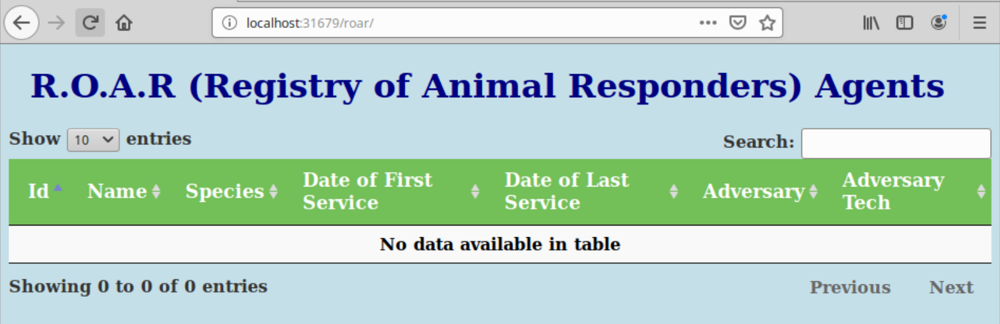 localhost:31679/roar/
R.O.A.R (Registry of Animal Responders) Agents
Show 10 entries
Search:
Id Name Species Date of First Service Date of Last Service Adversary Adversary Tech
No data available in table
Showing 0 to 0 of 0 entries
Previous Next